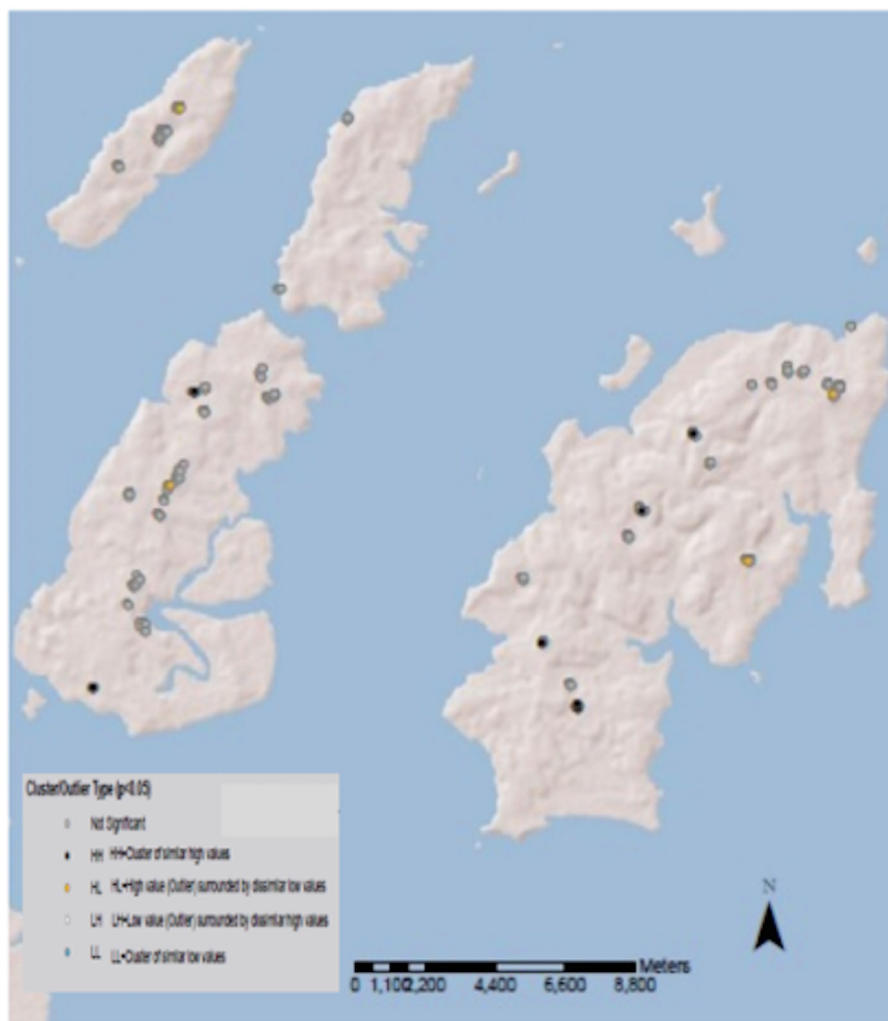 Cluster/Outlier Type (p<0.05)
Not Significant
HH HH=Cluster of similar high values
HL HL=High value (Outlier) surrounded by dissimilar low values
LH LH=Low value (Outlier) surrounded by dissimilar high values
LL LL=Cluster of similar low values
N
Meters
0 1,100 2,200 4,400 6,600 8,800